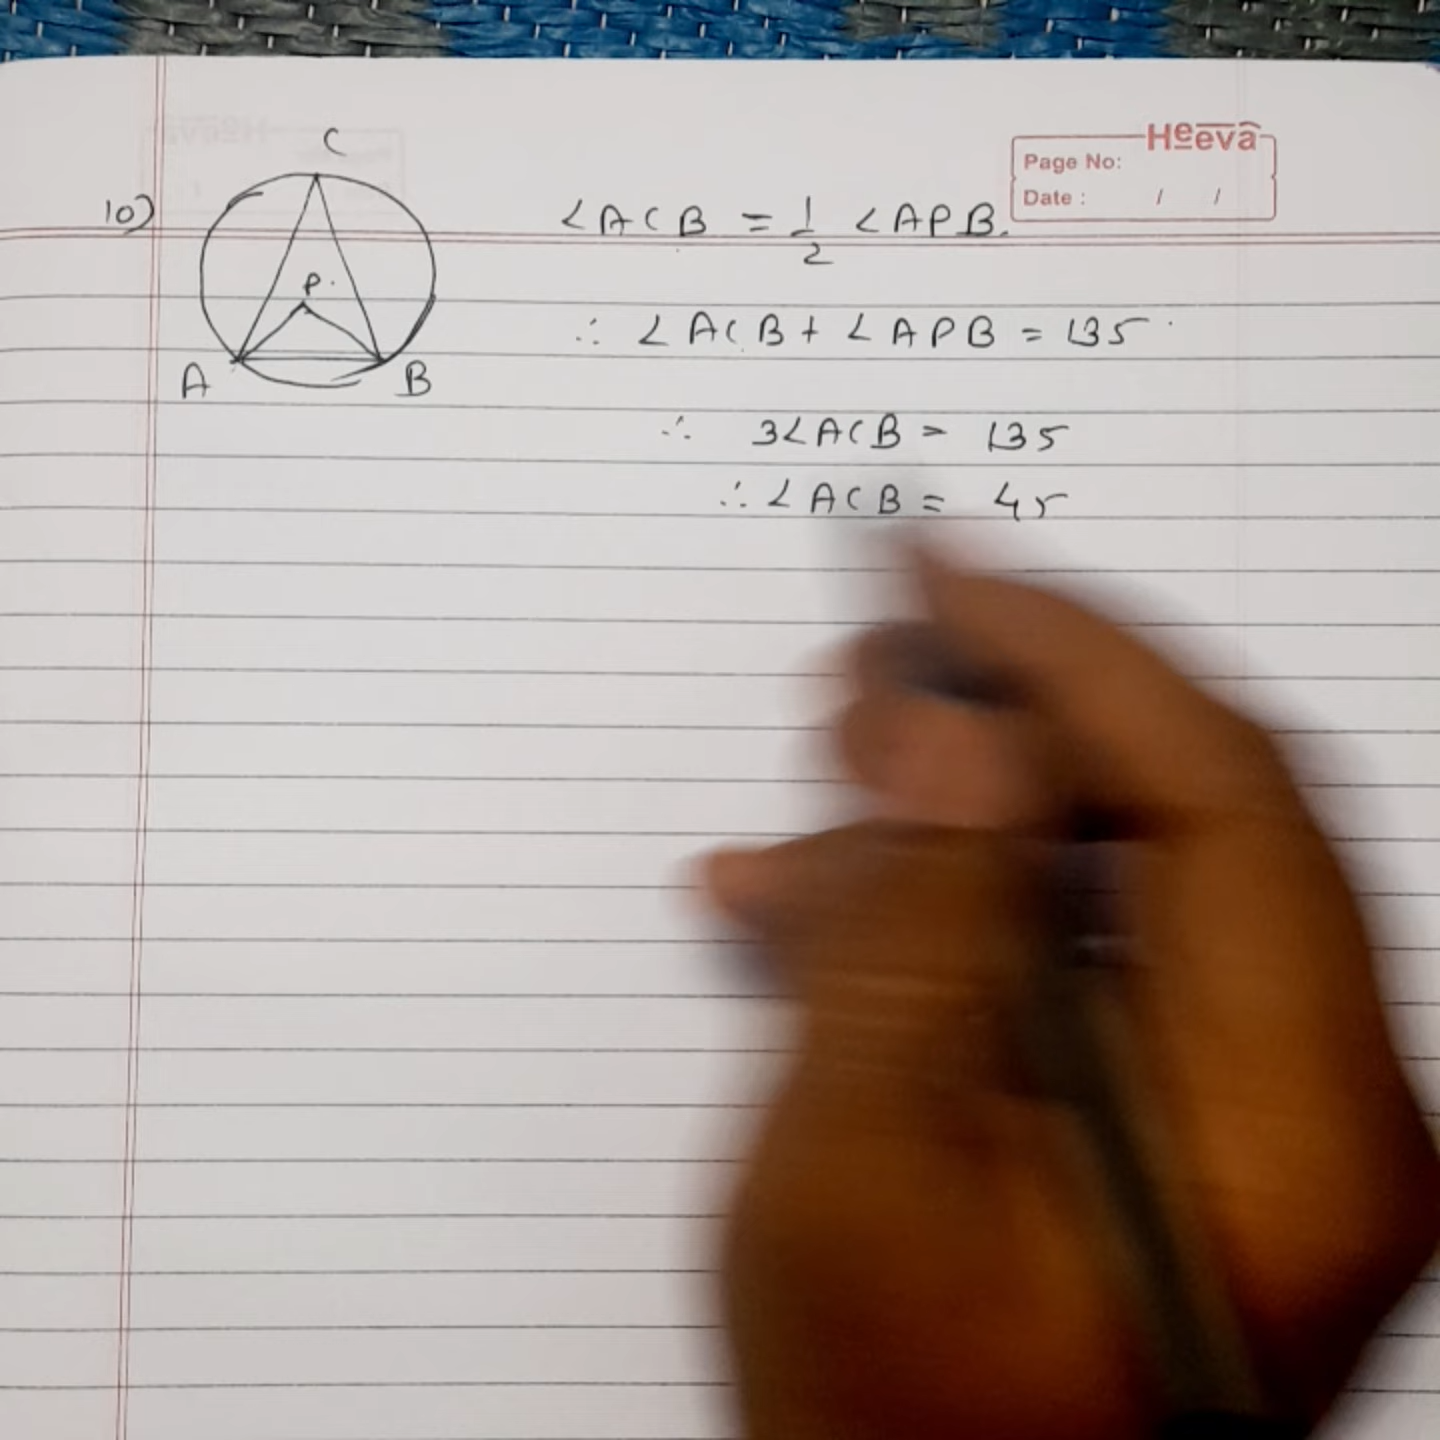 Heeva
Page No:
Date : / /
10)
C
P.
A
B
∠ACB = 1/2 ∠APB.
∴ ∠ACB + ∠APB = 135
∴ 3∠ACB = 135
∴ ∠ACB = 45